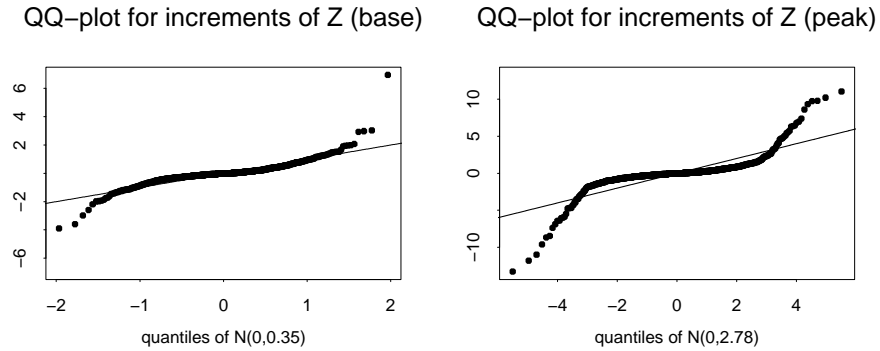 QQ−plot for increments of Z (base)
6
2
−2
−6
−2 −1 0 1 2
quantiles of N(0,0.35)
QQ−plot for increments of Z (peak)
10
5
0
−10
−4 −2 0 2 4
quantiles of N(0,2.78)